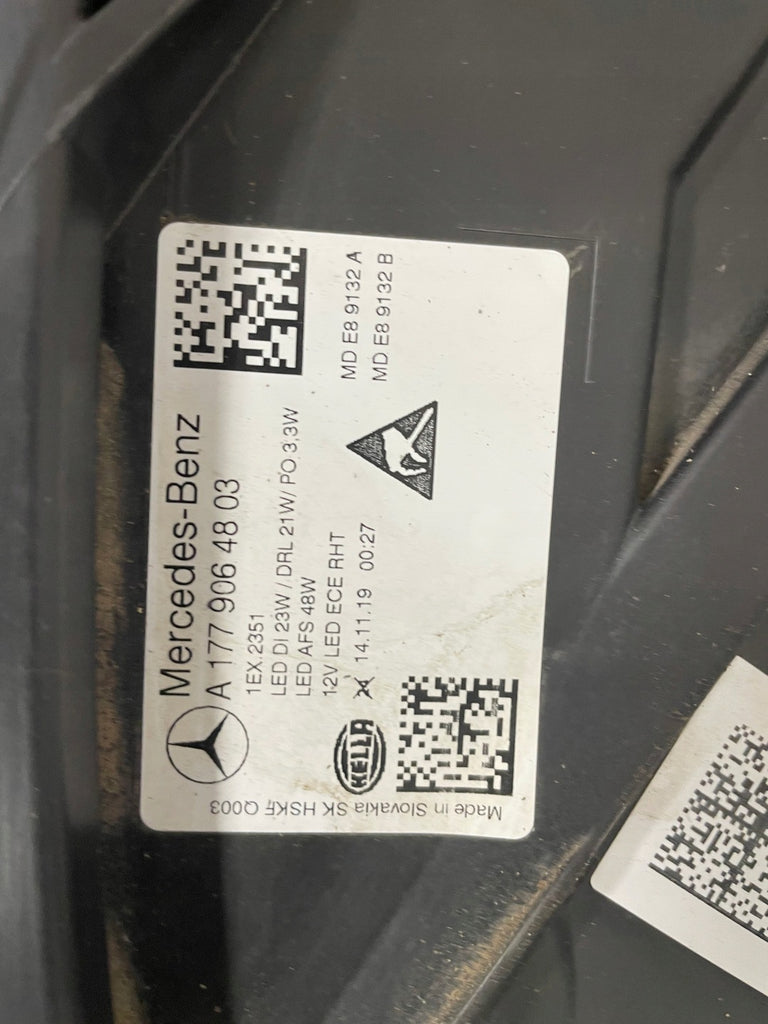 Mercedes-Benz
A 177 906 48 03
1EX.2351
LED DI 23W / DRL 21W/ PO 3,3W
LED AFS 48W
12V LED ECE RHT
24 14.11.19 00:27
MD E8 9132 A
MD E8 9132 B
HELLA
Made in Slovakia SK HSKF Q003